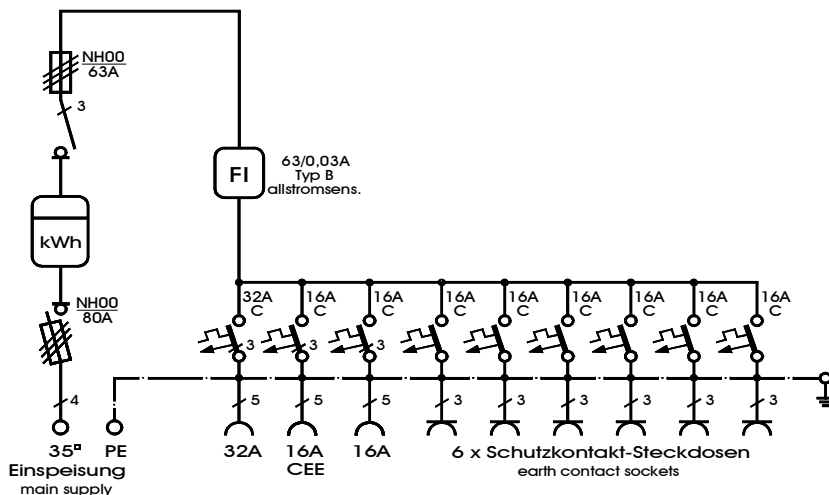 NH00
63A
3
FI
63/0,03A
Typ B
allstromsens.
kWh
NH00
80A
32A 16A 16A 16A 16A 16A 16A 16A 16A
C C C C C C C C C
3 3 3
4 5 5 5 3 3 3 3 3 3
35¤ PE 32A 16A 16A 6 x Schutzkontakt-Steckdosen
Einspeisung CEE earth contact sockets
main supply